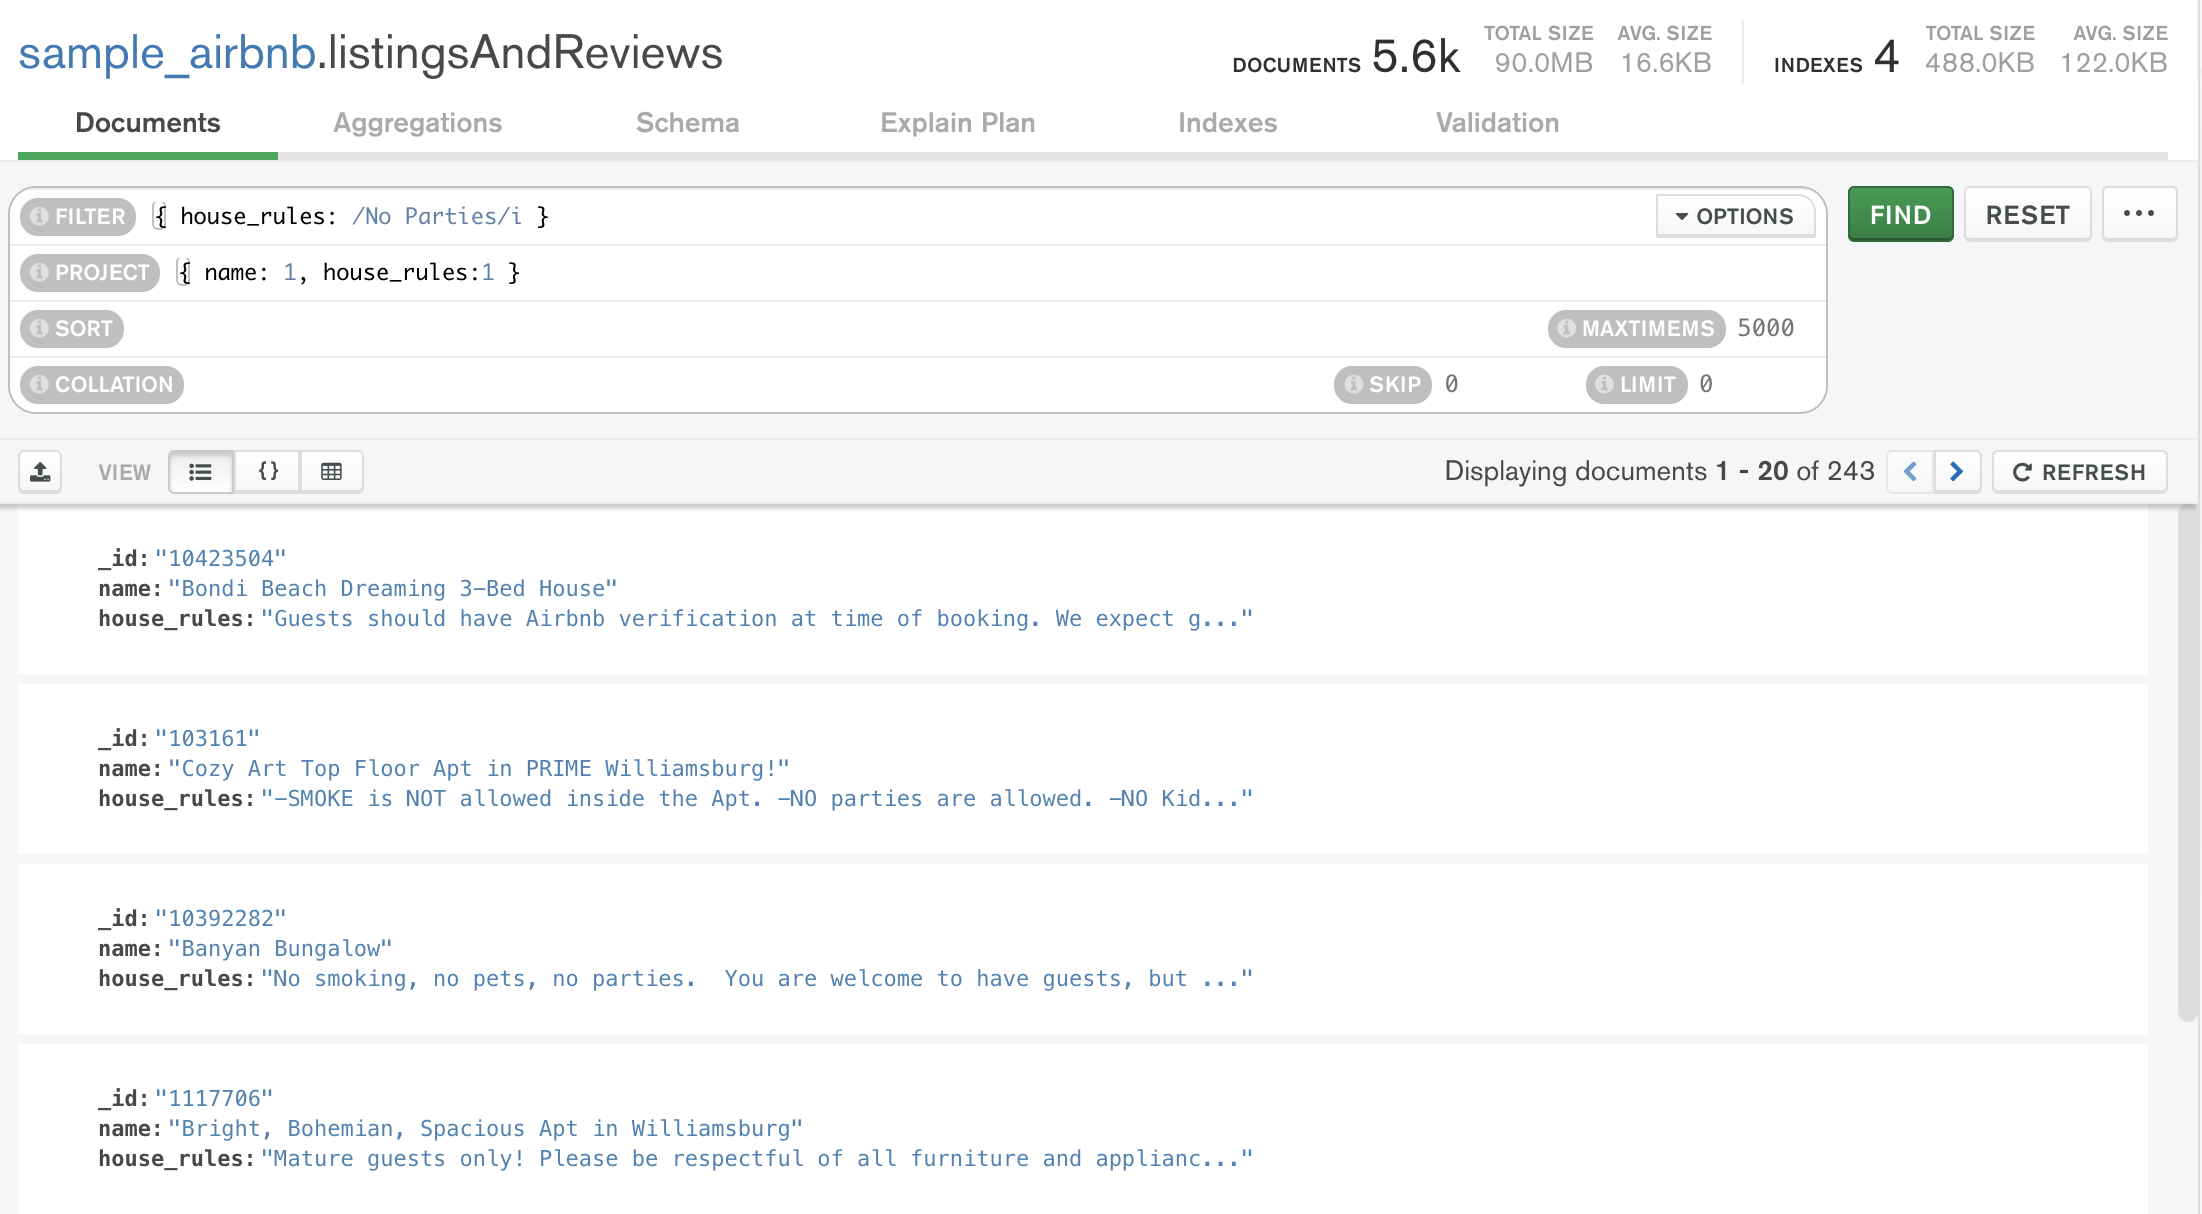 sample_airbnb.listingsAndReviews
DOCUMENTS 5.6k TOTAL SIZE 90.0MB AVG. SIZE 16.6KB INDEXES 4 TOTAL SIZE 488.0KB AVG. SIZE 122.0KB
Documents Aggregations Schema Explain Plan Indexes Validation
FILTER { house_rules: /No Parties/i } OPTIONS FIND RESET ...
PROJECT { name: 1, house_rules:1 }
SORT MAXTIMEMS 5000
COLLATION SKIP 0 LIMIT 0
VIEW {} Displaying documents 1 - 20 of 243 < > REFRESH
_id: "10423504"
name: "Bondi Beach Dreaming 3-Bed House"
house_rules: "Guests should have Airbnb verification at time of booking. We expect g..."
_id: "103161"
name: "Cozy Art Top Floor Apt in PRIME Williamsburg!"
house_rules: "-SMOKE is NOT allowed inside the Apt. -NO parties are allowed. -NO Kid..."
_id: "10392282"
name: "Banyan Bungalow"
house_rules: "No smoking, no pets, no parties.  You are welcome to have guests, but ..."
_id: "1117706"
name: "Bright, Bohemian, Spacious Apt in Williamsburg"
house_rules: "Mature guests only! Please be respectful of all furniture and applianc..."